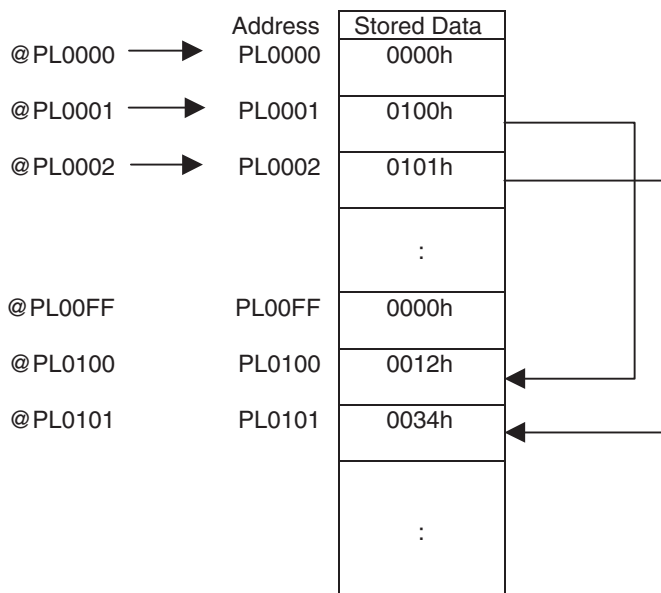 Address Stored Data
@PL0000 PL0000 0000h
@PL0001 PL0001 0100h
@PL0002 PL0002 0101h
:
@PL00FF PL00FF 0000h
@PL0100 PL0100 0012h
@PL0101 PL0101 0034h
: